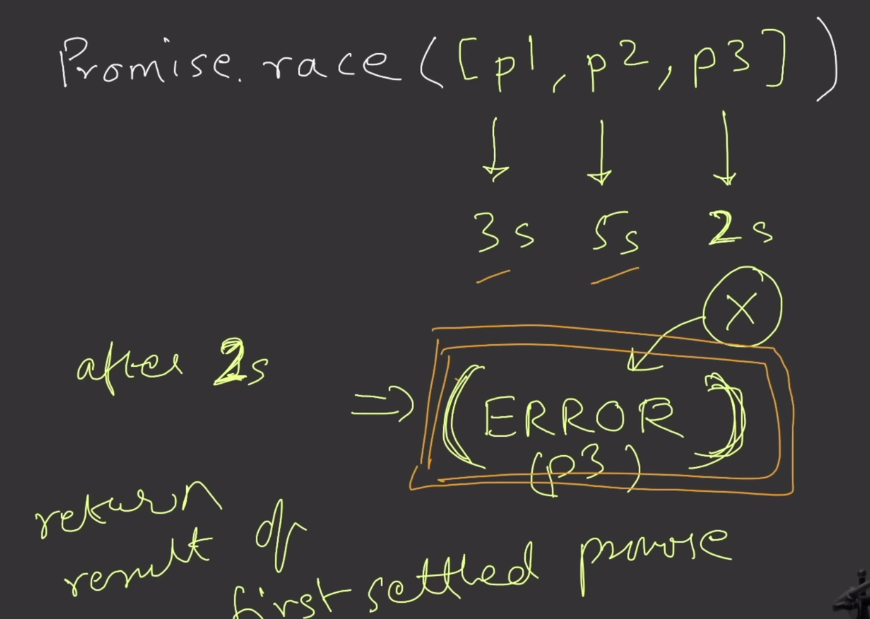 Promise.race([p1, p2, p3])
3s 5s 2s
X
after 2s
=> (ERROR)
(p3)
return
result of
first settled promise